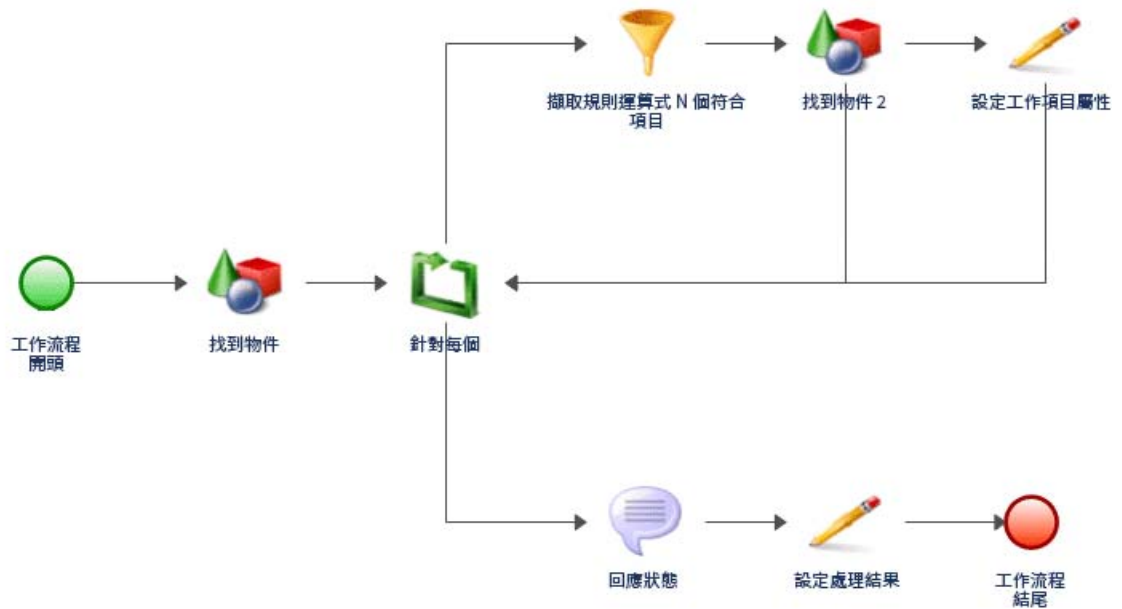 擷取規則運算式 N 個符合
項目
找到物件 2
設定工作項目屬性
工作流程
開頭
找到物件
針對每個
回應狀態
設定處理結果
工作流程
結尾